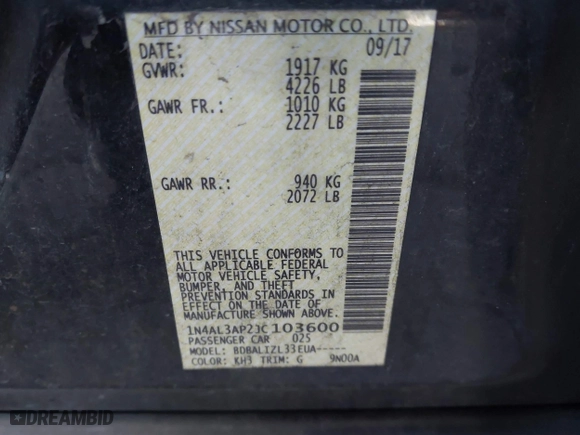 MFD BY NISSAN MOTOR CO., LTD.
DATE: 09/17
GVWR: 1917 KG
4226 LB
GAWR FR.: 1010 KG
2227 LB
GAWR RR.: 940 KG
2072 LB
THIS VEHICLE CONFORMS TO
ALL APPLICABLE FEDERAL
MOTOR VEHICLE SAFETY,
BUMPER, AND THEFT
PREVENTION STANDARDS IN
EFFECT ON THE DATE OF
MANUFACTURE SHOWN ABOVE.
1N4AL3AP2JC103600
PASSENGER CAR 025
MODEL: BDBALIZL33EUA-----
COLOR: KH3 TRIM: G 9N00A
DREAMBID